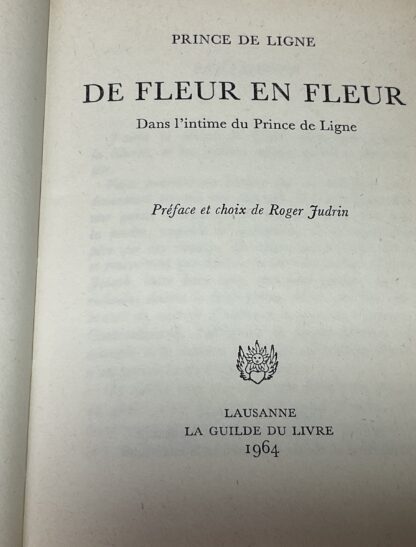 PRINCE DE LIGNE
DE FLEUR EN FLEUR
Dans l'intime du Prince de Ligne
Préface et choix de Roger Judrin
LAUSANNE
LA GUILDE DU LIVRE
1964